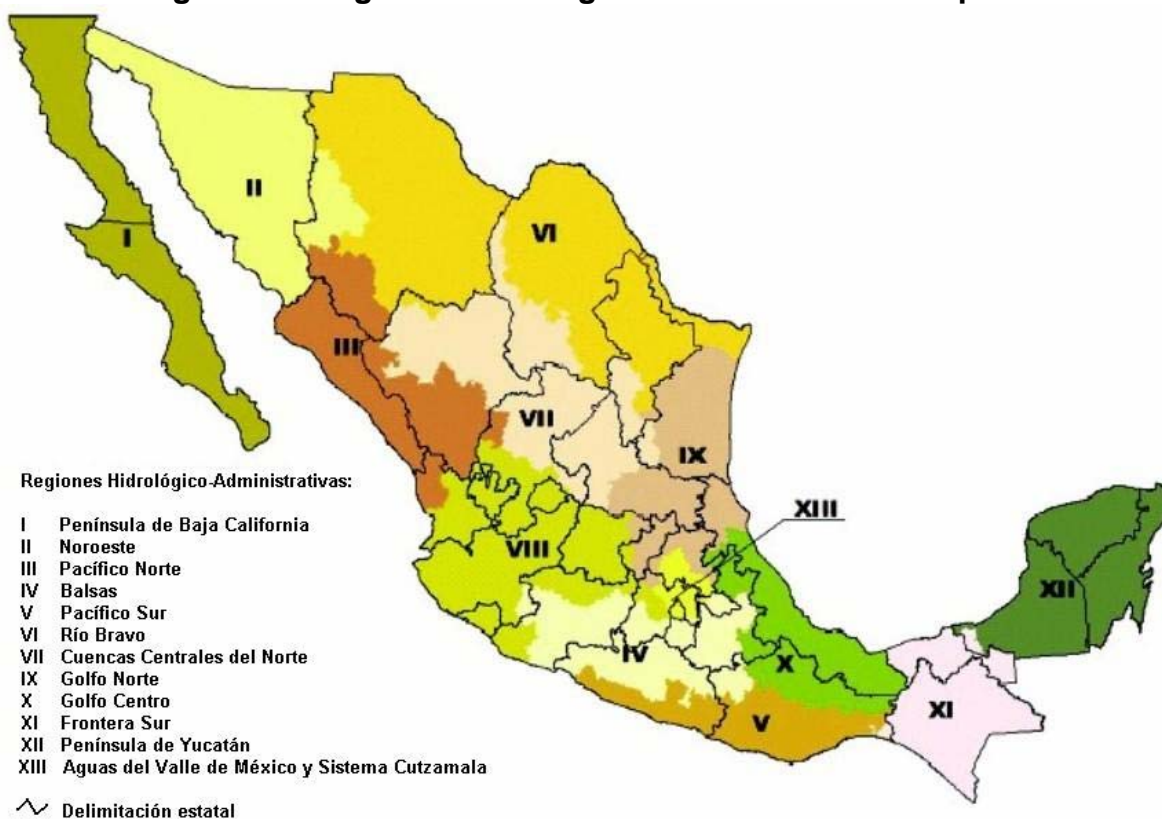 II
VI
I
III
VII
IX
XIII
VIII
XII
IV
X
XI
V
Regiones Hidrológico-Administrativas:
I Península de Baja California
II Noroeste
III Pacífico Norte
IV Balsas
V Pacífico Sur
VI Río Bravo
VII Cuencas Centrales del Norte
IX Golfo Norte
X Golfo Centro
XI Frontera Sur
XII Península de Yucatán
XIII Aguas del Valle de México y Sistema Cutzamala
Delimitación estatal